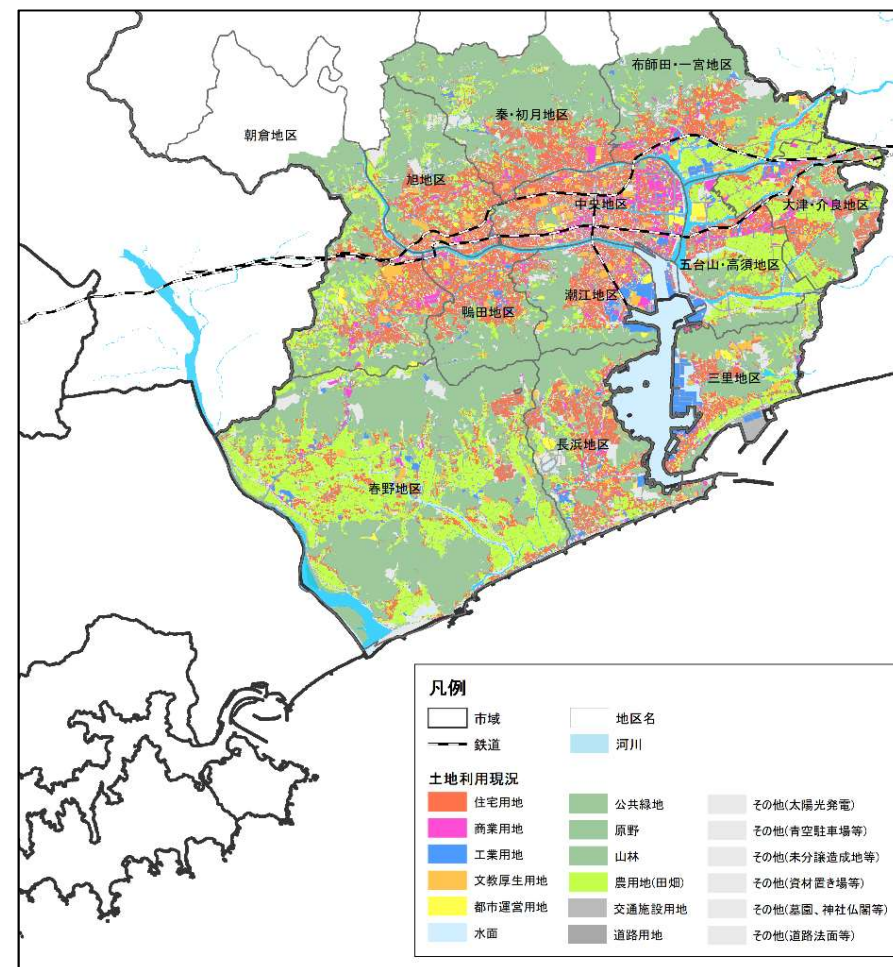 布師田・一宮地区
秦・初月地区
朝倉地区
旭地区
中央地区
大津・介良地区
五台山・高須地区
潮江地区
鴨田地区
三里地区
長浜地区
春野地区
凡例
市域
地区名
鉄道
河川
土地利用現況
住宅用地
公共緑地
その他(太陽光発電)
商業用地
原野
その他(青空駐車場等)
工業用地
山林
その他(未分譲造成地等)
文教厚生用地
農用地(田畑)
その他(資材置き場等)
都市運営用地
交通施設用地
その他(墓園、神社仏閣等)
水面
道路用地
その他(道路法面等)